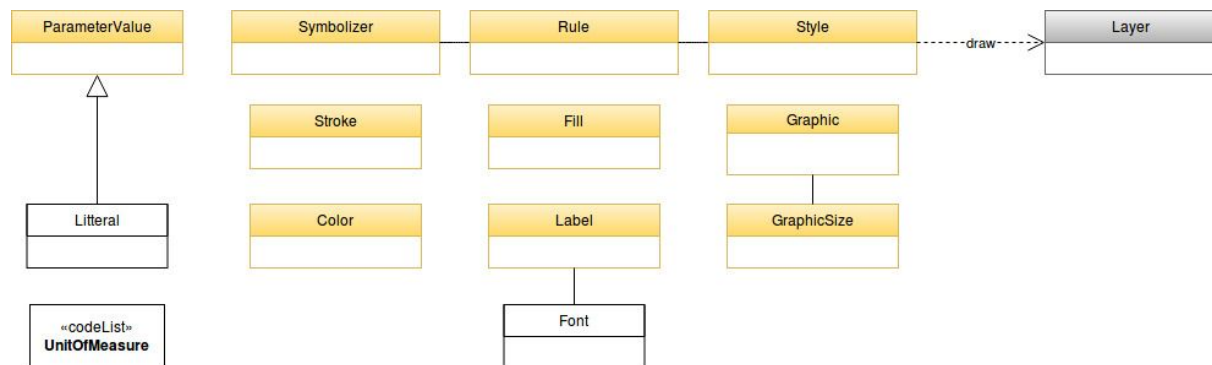 ParameterValue
Symbolizer
Rule
Style
draw
Layer
Stroke
Fill
Graphic
Litteral
Color
Label
GraphicSize
«codeList»
UnitOfMeasure
Font